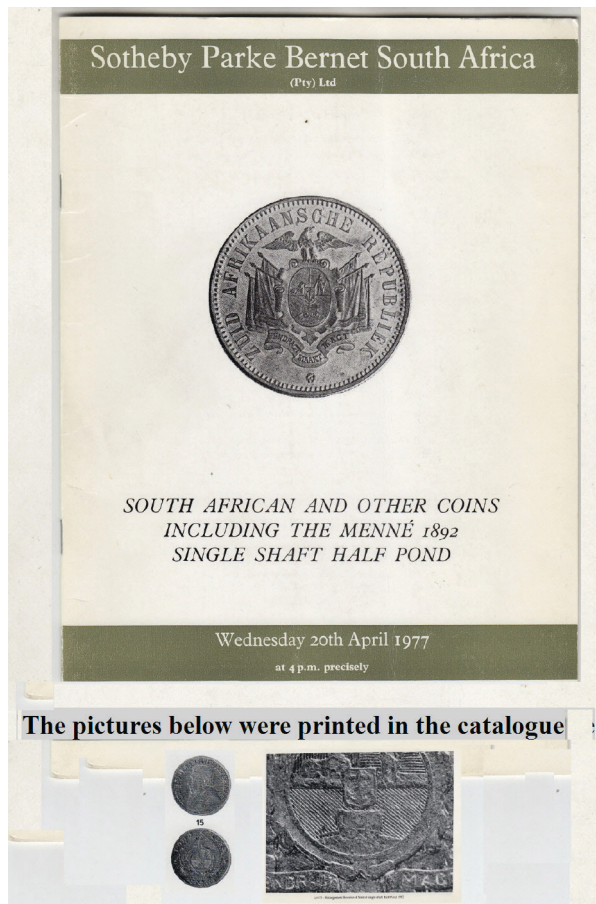 Sotheby Parke Bernet South Africa
(Pty) Ltd
ZUID AFRIKAANSCHE REPUBLIEK
SOUTH AFRICAN AND OTHER COINS
INCLUDING THE MENNÉ 1892
SINGLE SHAFT HALF POND
Wednesday 20th April 1977
at 4 p.m. precisely
The pictures below were printed in the catalogue
15